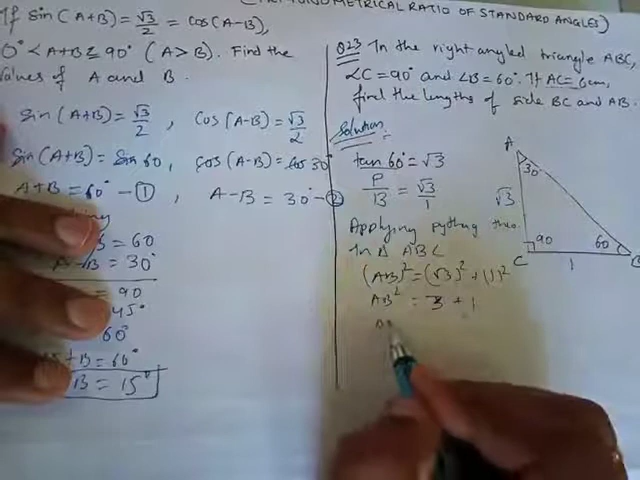 TRIGONOMETRICAL RATIO OF STANDARD ANGLES)
If sin(A+B) = √3/2 = cos(A-B),
0° < A+B ≤ 90° (A > B). Find the
values of A and B.
sin(A+B) = √3/2 , cos(A-B) = √3/2
sin(A+B) = sin 60, cos(A-B) = cos 30°
A+B = 60° - ① , A-B = 30° - ②
= 60
A-B = 30°
= 90
45°
60°
+B = 60°
B = 15°
Q23 In the right angled triangle ABC,
∠C = 90° and ∠B = 60°. If AC = 6cm,
find the lengths of side BC and AB.
Solution:
tan 60° = √3
P/B = √3/1
Applying pythg theo.
In Δ ABC
(AB)² = (√3)² + (1)²
AB² = 3 + 1
A
30°
√3
90
60
C
1